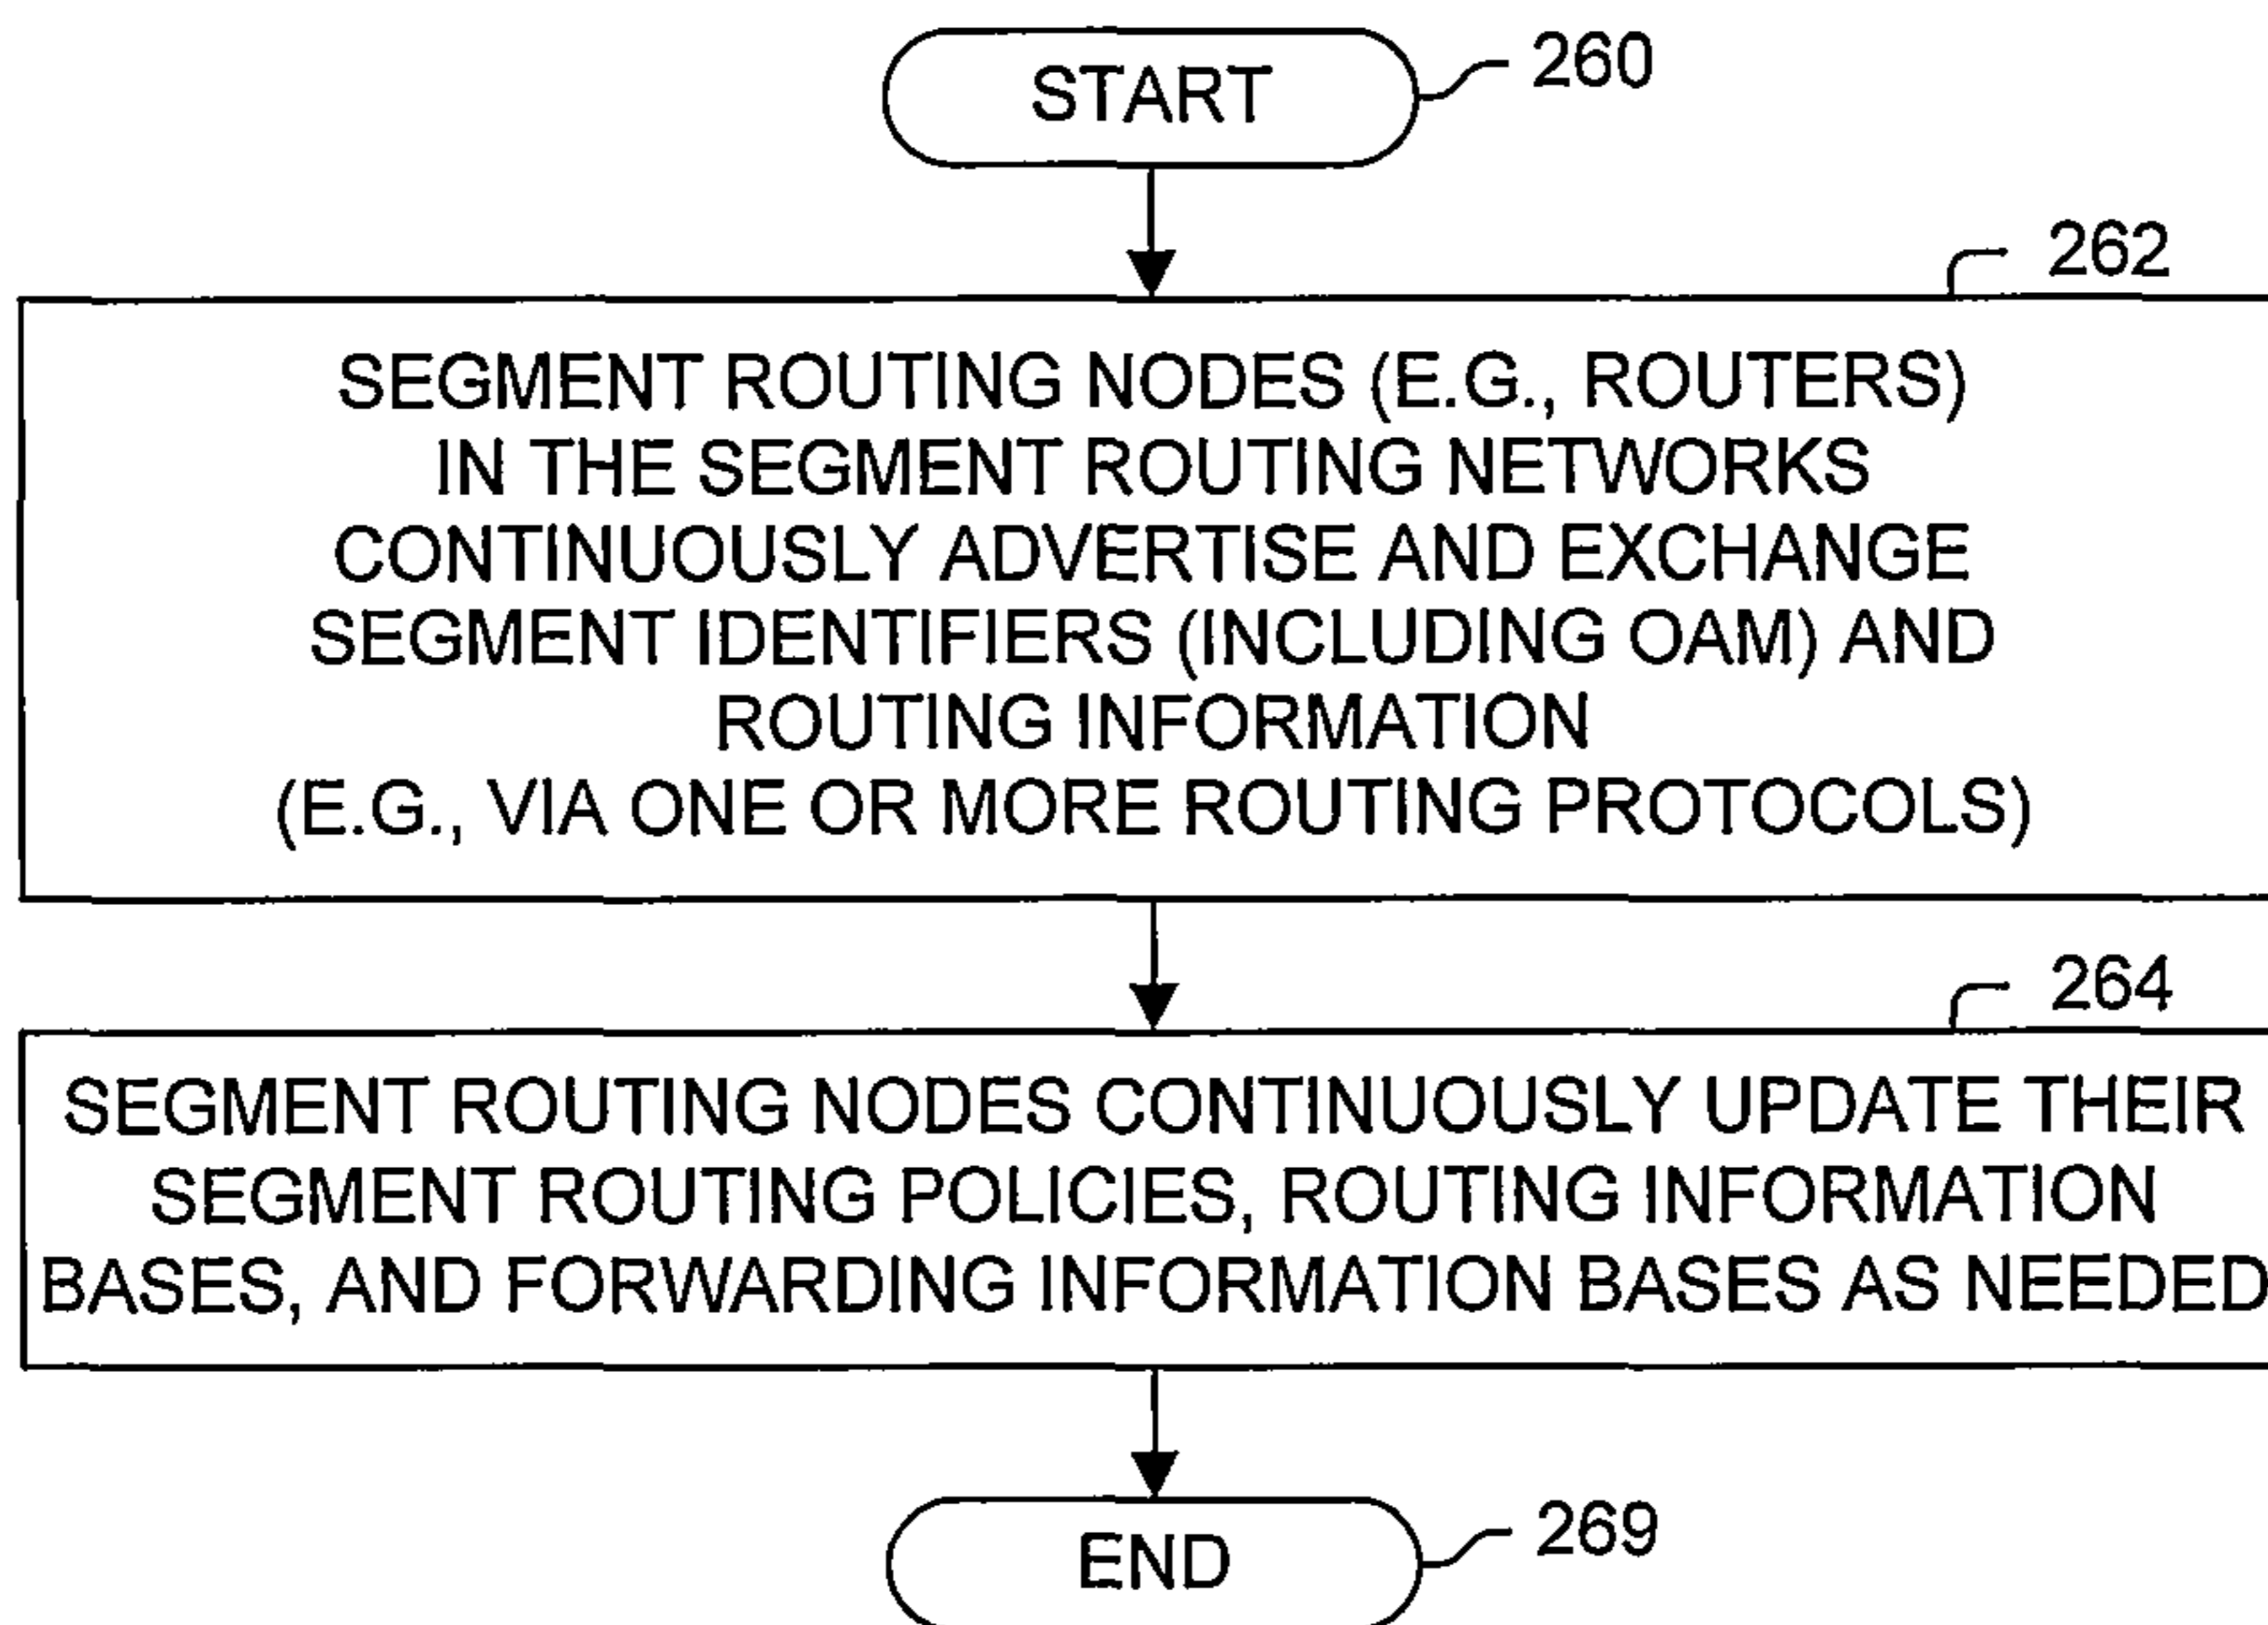 START
260
262
SEGMENT ROUTING NODES (E.G., ROUTERS)
IN THE SEGMENT ROUTING NETWORKS
CONTINUOUSLY ADVERTISE AND EXCHANGE
SEGMENT IDENTIFIERS (INCLUDING OAM) AND
ROUTING INFORMATION
(E.G., VIA ONE OR MORE ROUTING PROTOCOLS)
264
SEGMENT ROUTING NODES CONTINUOUSLY UPDATE THEIR
SEGMENT ROUTING POLICIES, ROUTING INFORMATION
BASES, AND FORWARDING INFORMATION BASES AS NEEDED
END
269